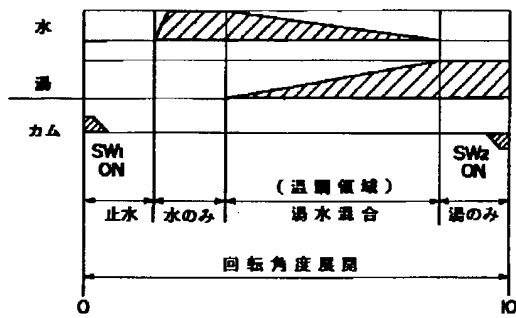 水
湯
カム
SW1
ON
SW2
ON
(温調領域)
止水
水のみ
湯水混合
湯のみ
回転角度展開
0
10